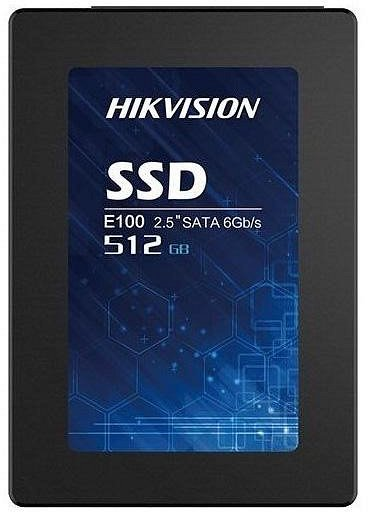 HIKVISION
SSD
E100 2.5" SATA 6Gb/s
512 GB